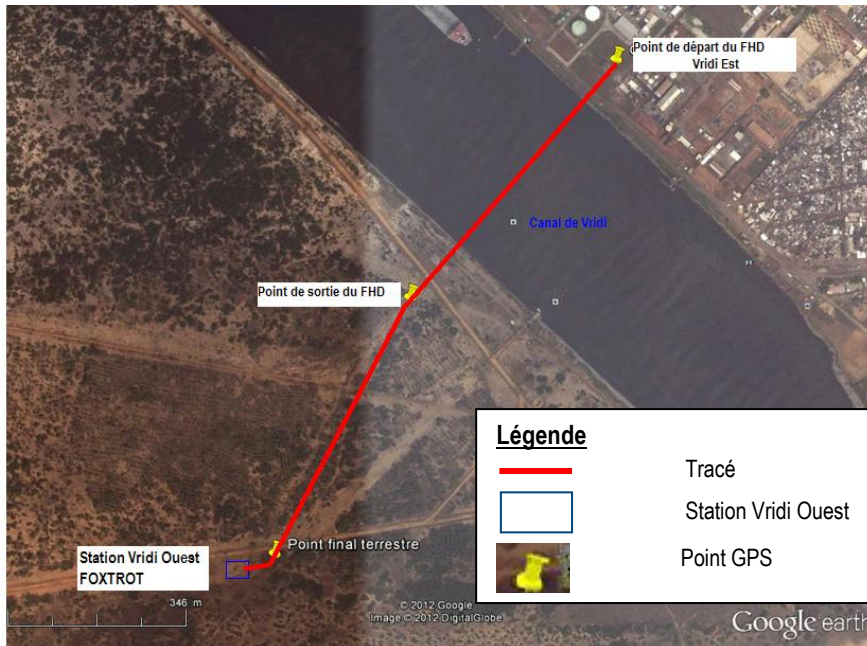 Point de départ du FHD
Vridi Est
Canal de Vridi
Point de sortie du FHD
Point final terrestre
Station Vridi Ouest
FOXTROT
346 m
© 2012 Google
Image © 2012 DigitalGlobe
Google earth
Légende
Tracé
Station Vridi Ouest
Point GPS